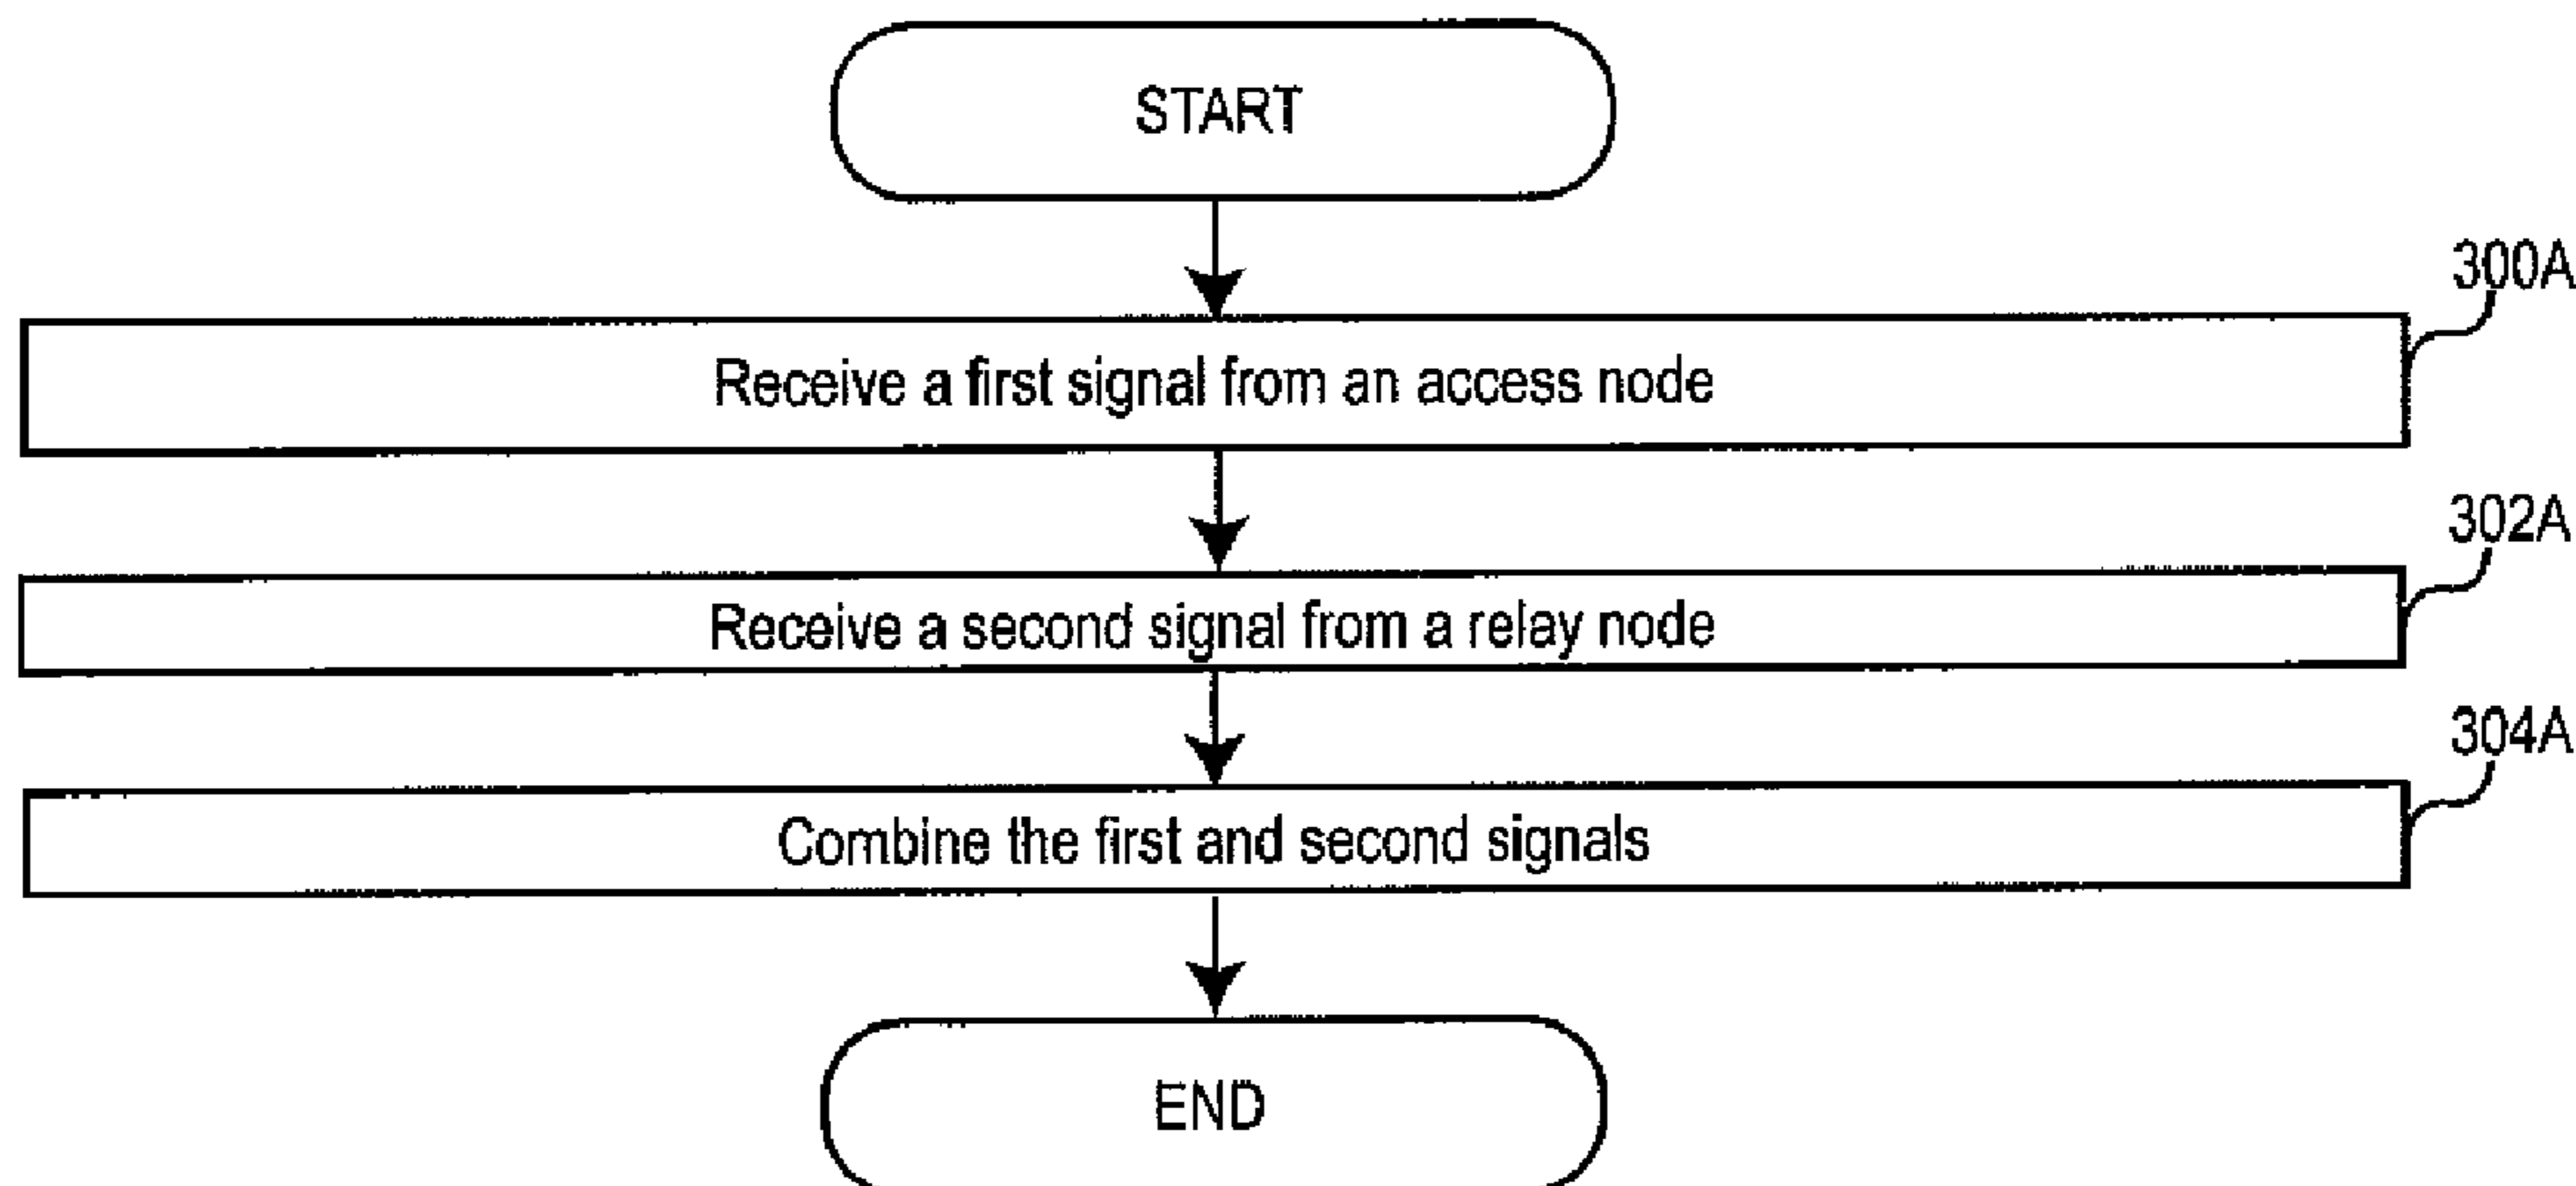 START
300A
Receive a first signal from an access node
302A
Receive a second signal from a relay node
304A
Combine the first and second signals
END